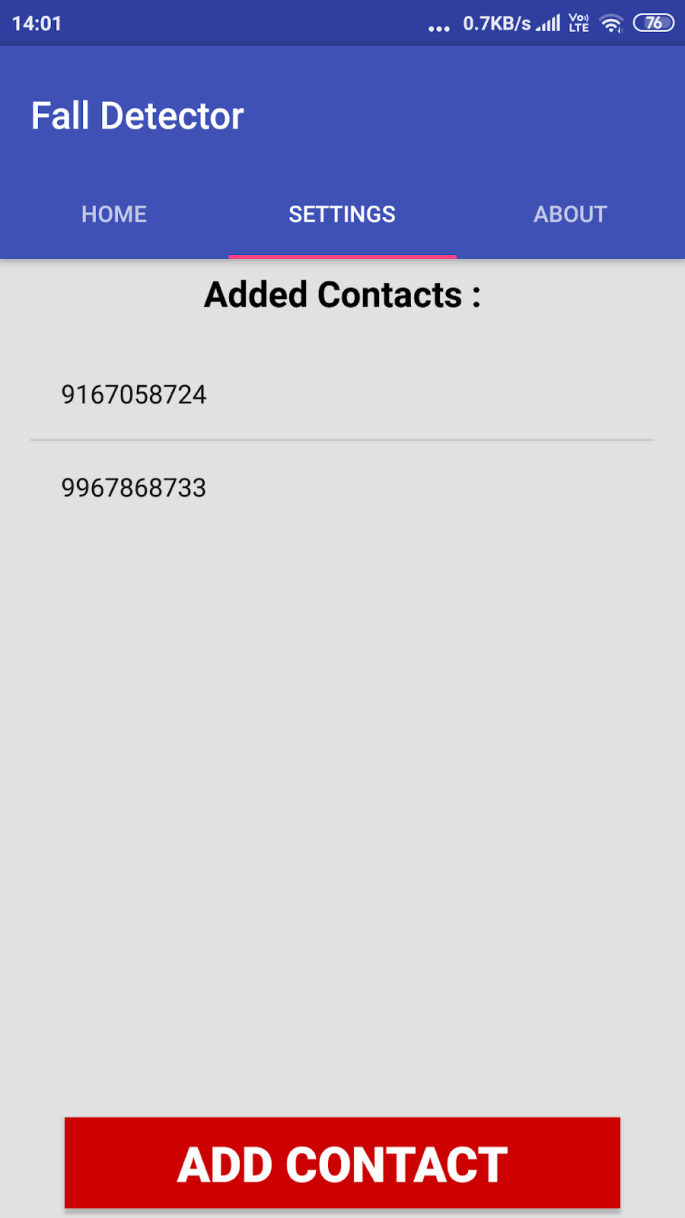 14:01 ... 0.7KB/s Vo) LTE 76
Fall Detector
HOME SETTINGS ABOUT
Added Contacts :
9167058724
9967868733
ADD CONTACT